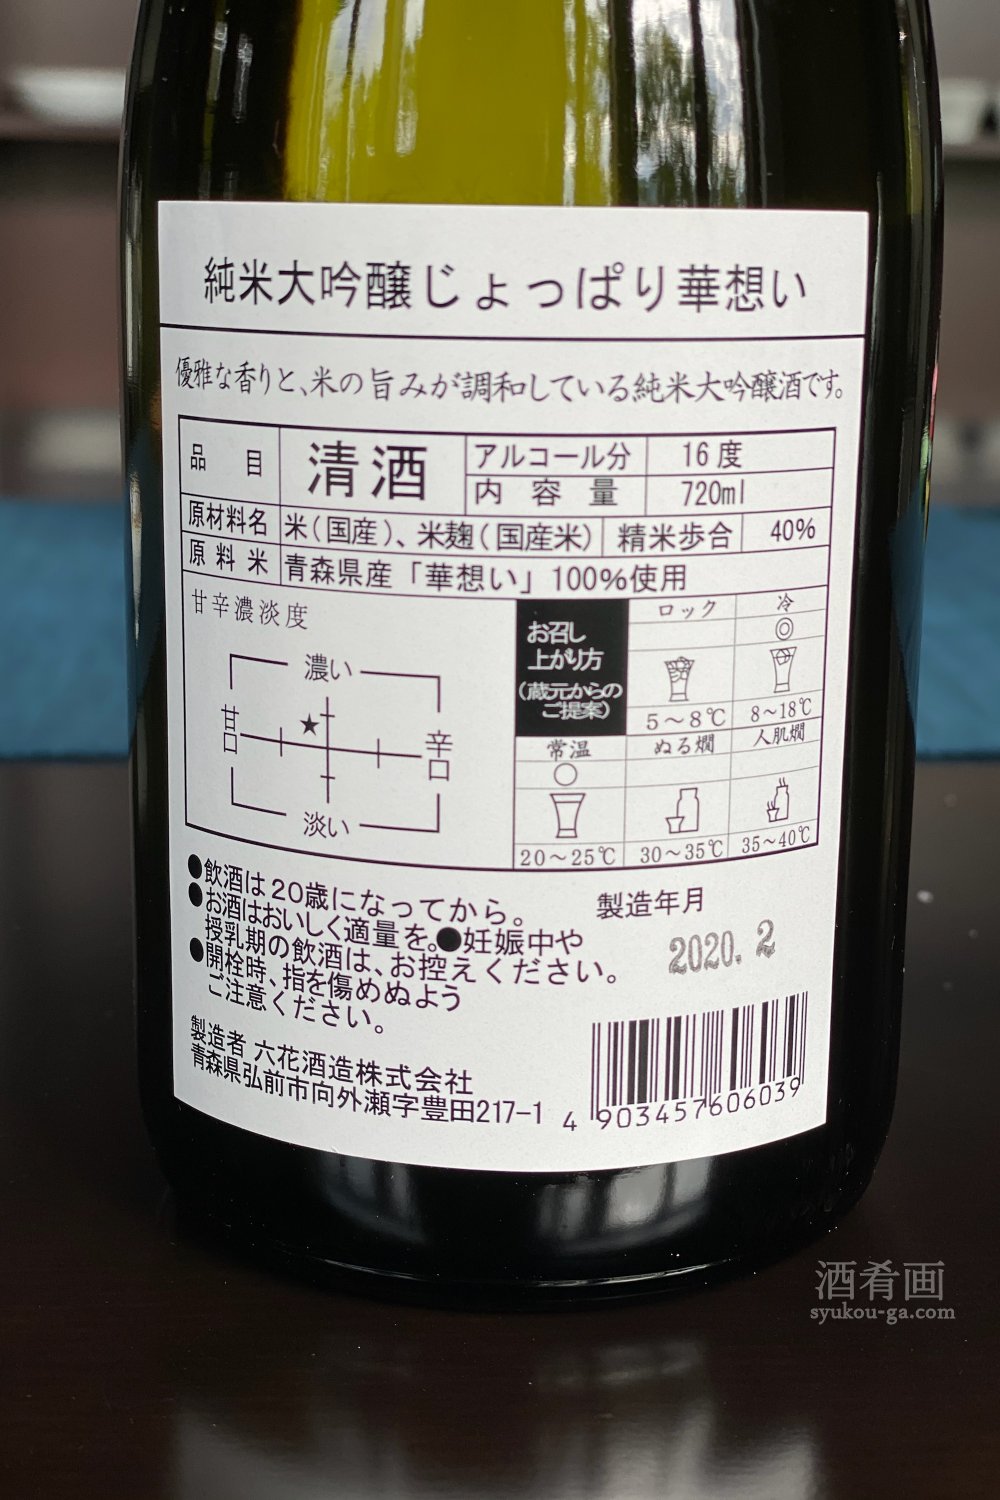 純米大吟醸じょっぱり華想い
優雅な香りと、米の旨みが調和している純米大吟醸酒です。
品目 清酒 アルコール分 16度
内容量 720ml
原材料名 米(国産)、米麹(国産米) 精米歩合 40%
原料米 青森県産「華想い」100%使用
甘辛濃淡度
濃い
甘口
★
辛口
淡い
お召し
上がり方
(蔵元からの
ご提案)
ロック
5〜8℃
冷
◎
8〜18℃
常温
○
20〜25℃
ぬる燗
30〜35℃
人肌燗
35〜40℃
●飲酒は20歳になってから。
●お酒はおいしく適量を。●妊娠中や
授乳期の飲酒は、お控えください。
●開栓時、指を傷めぬよう
ご注意ください。
製造年月
2020.2
製造者 六花酒造株式会社
青森県弘前市向外瀬字豊田217-1
4903457606039
酒肴画
syukou-ga.com